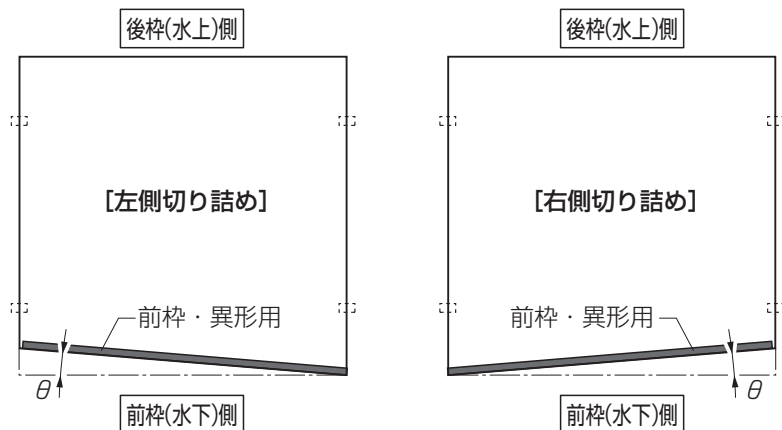 後枠(水上)側
[左側切り詰め]
前枠・異形用
θ
前枠(水下)側
後枠(水上)側
[右側切り詰め]
前枠・異形用
θ
前枠(水下)側